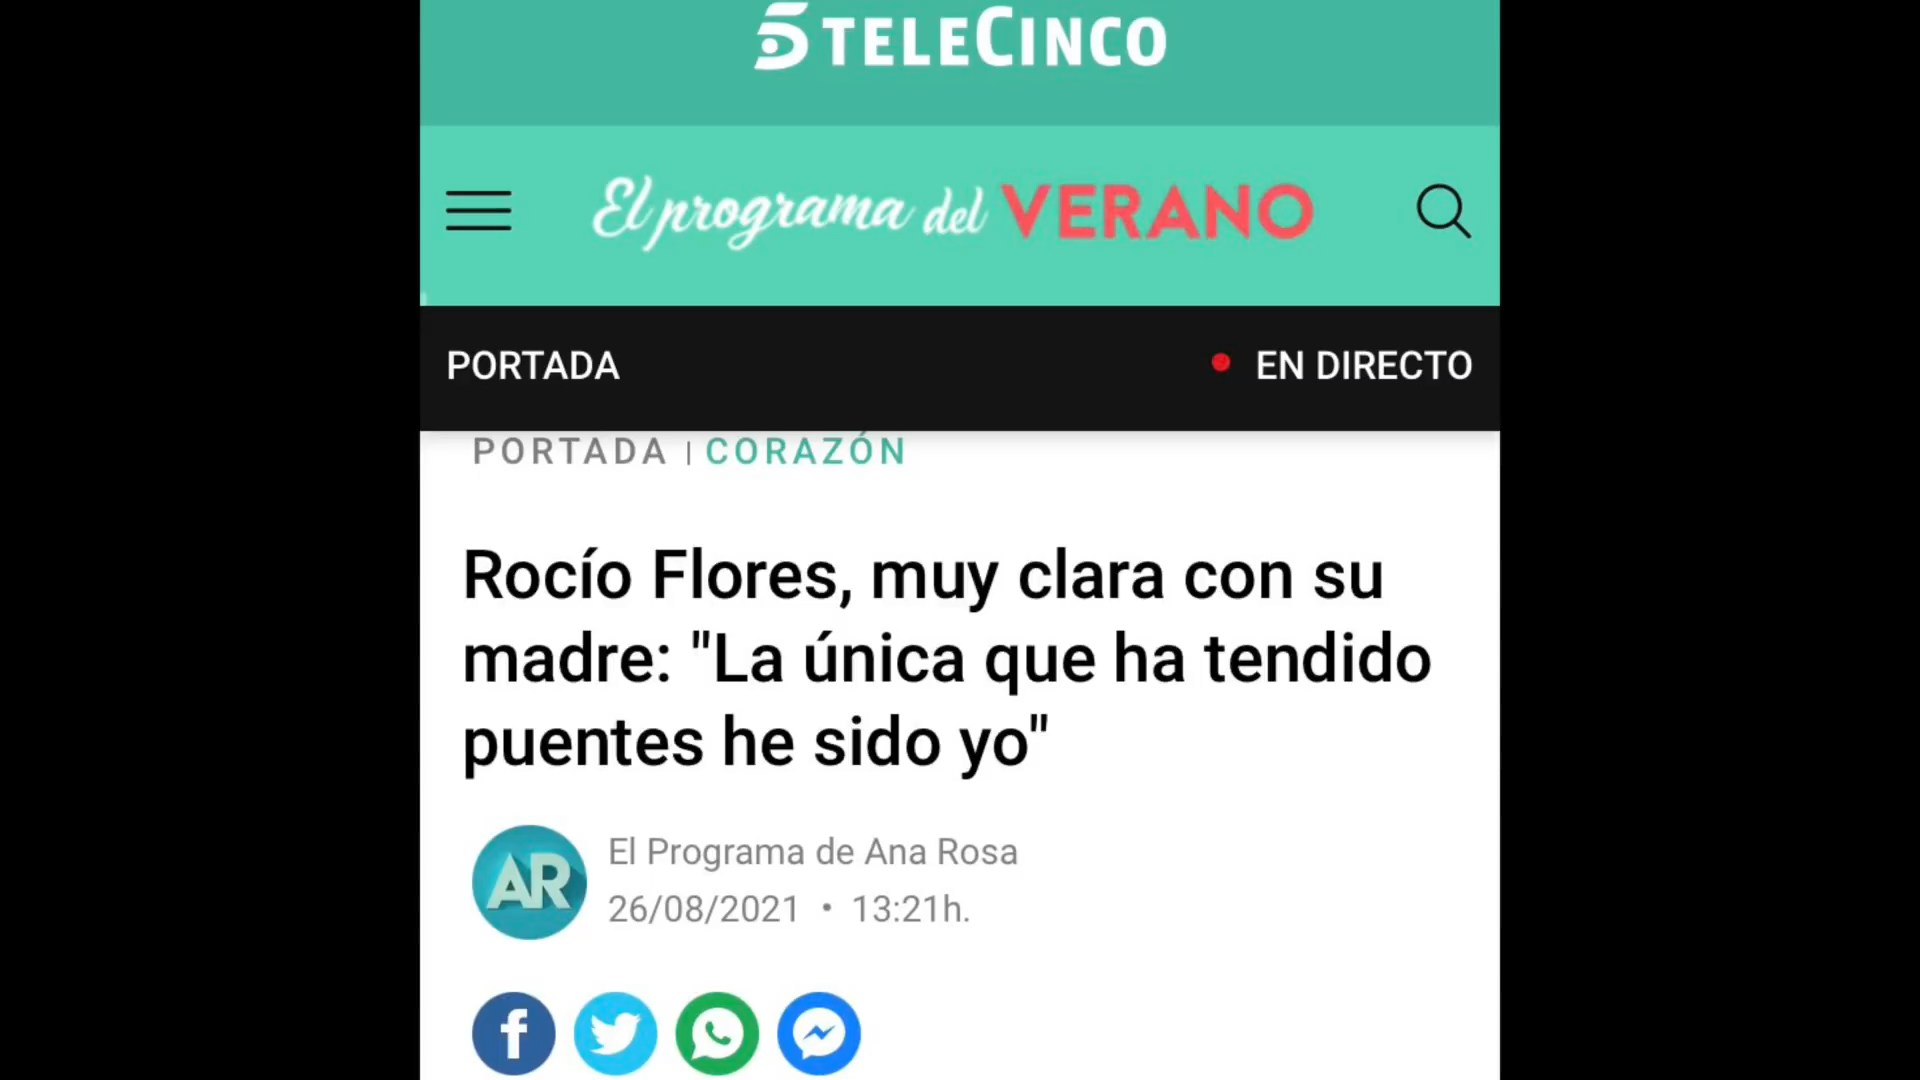 TELECINCO
El programa del VERANO
PORTADA
EN DIRECTO
PORTADA | CORAZÓN
Rocío Flores, muy clara con su
madre: "La única que ha tendido
puentes he sido yo"
AR
El Programa de Ana Rosa
26/08/2021 • 13:21h.